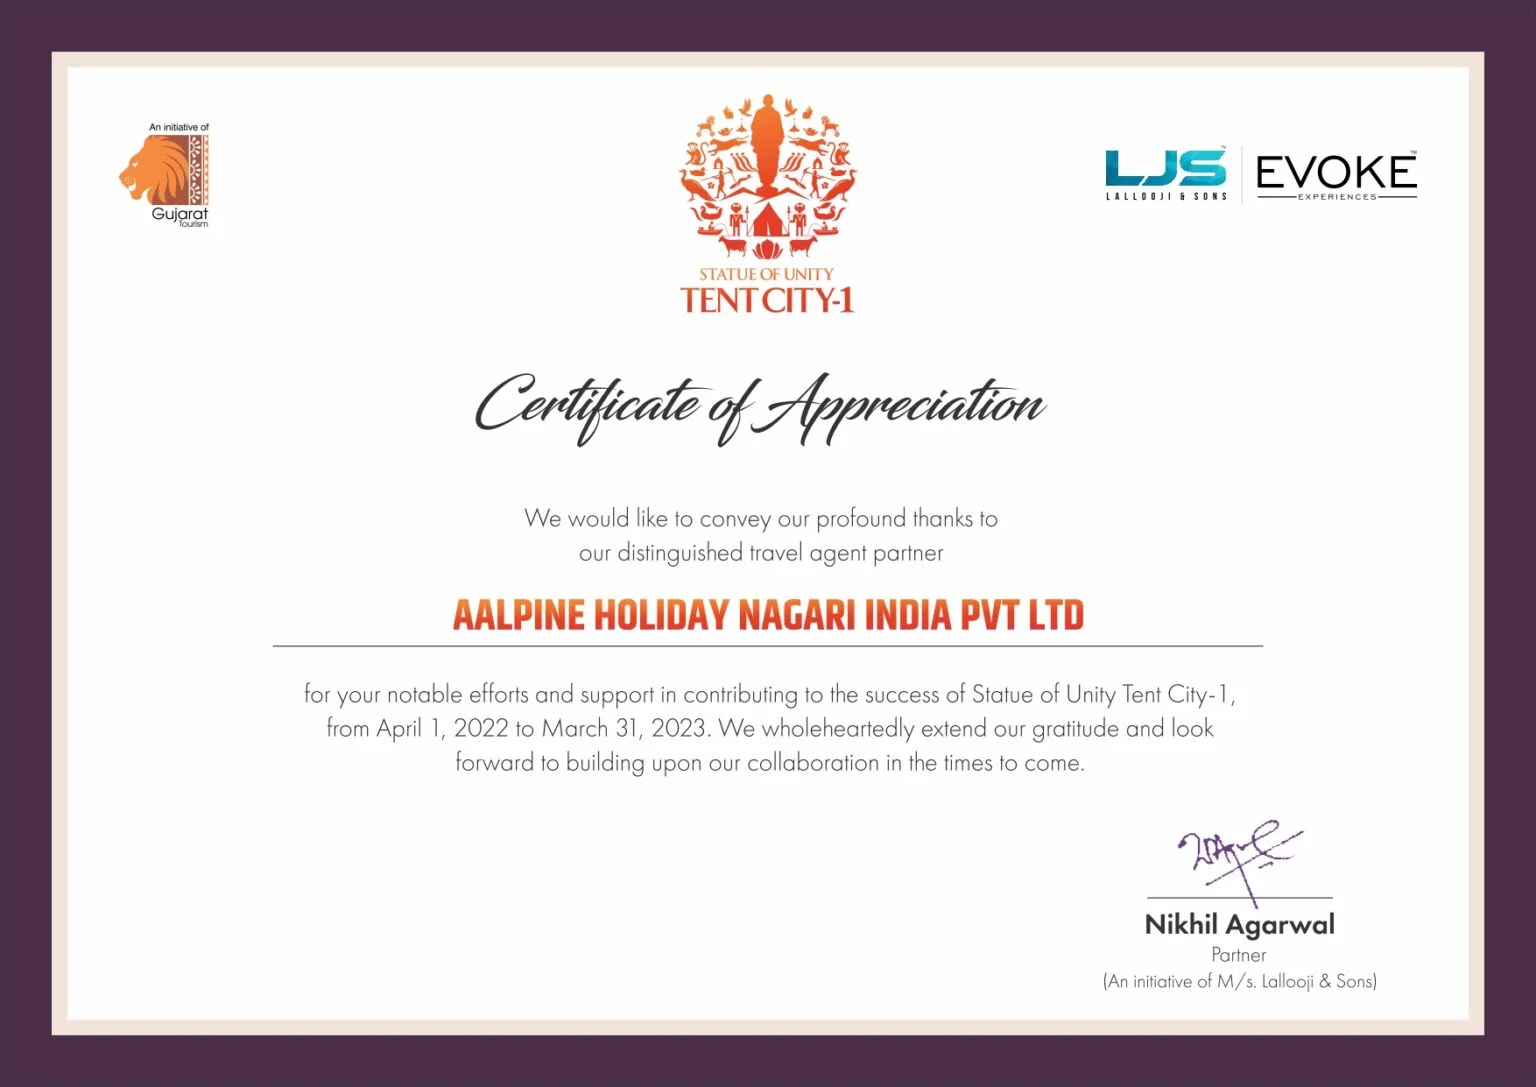 An initiative of
Gujarat
Tourism
STATUE OF UNITY
TENT CITY-1
LJS™
LALLOOJI & SONS
EVOKE™
EXPERIENCES
Certificate of Appreciation
We would like to convey our profound thanks to
our distinguished travel agent partner
AALPINE HOLIDAY NAGARI INDIA PVT LTD
for your notable efforts and support in contributing to the success of Statue of Unity Tent City-1,
from April 1, 2022 to March 31, 2023. We wholeheartedly extend our gratitude and look
forward to building upon our collaboration in the times to come.
Nikhil Agarwal
Partner
(An initiative of M/s. Lallooji & Sons)